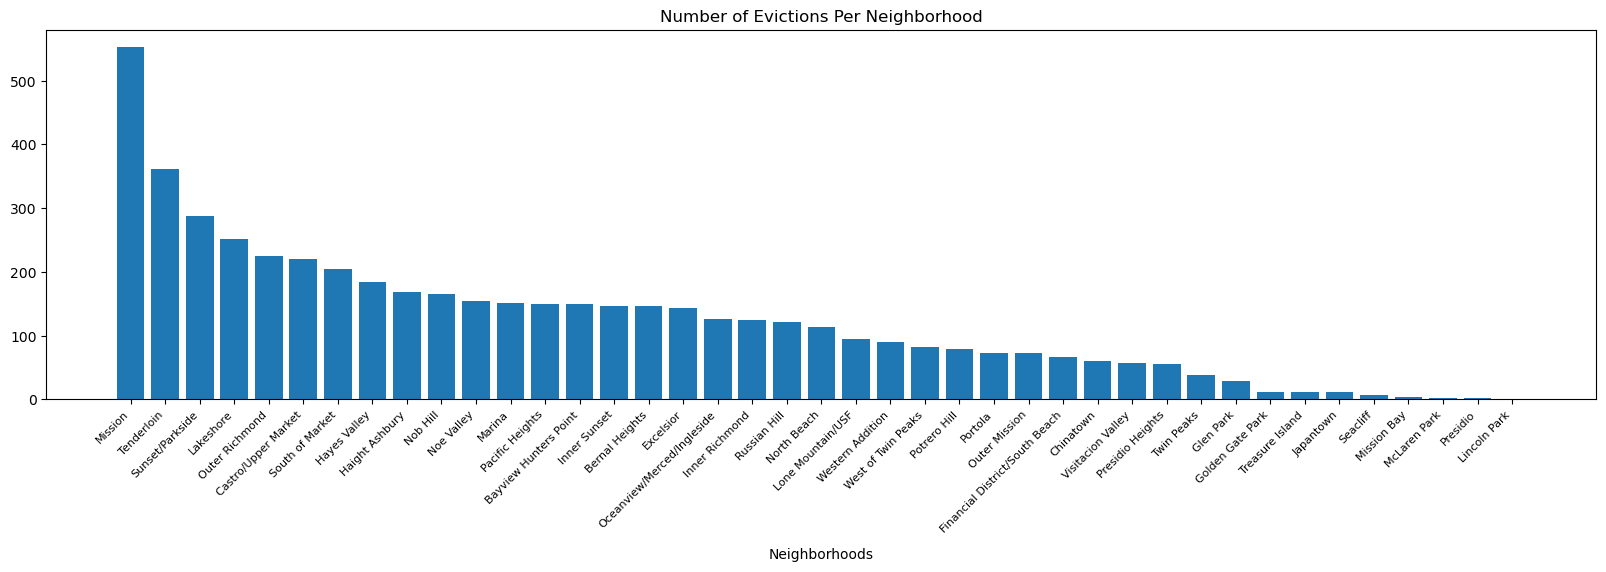 Number of Evictions Per Neighborhood
500
400
300
200
100
0
Mission
Tenderloin
Sunset/Parkside
Lakeshore
Outer Richmond
Castro/Upper Market
South of Market
Hayes Valley
Haight Ashbury
Nob Hill
Noe Valley
Marina
Pacific Heights
Bayview Hunters Point
Inner Sunset
Bernal Heights
Excelsior
Oceanview/Merced/Ingleside
Inner Richmond
Russian Hill
North Beach
Lone Mountain/USF
Western Addition
West of Twin Peaks
Potrero Hill
Portola
Outer Mission
Financial District/South Beach
Chinatown
Visitacion Valley
Presidio Heights
Twin Peaks
Glen Park
Golden Gate Park
Treasure Island
Japantown
Seacliff
Mission Bay
McLaren Park
Presidio
Lincoln Park
Neighborhoods